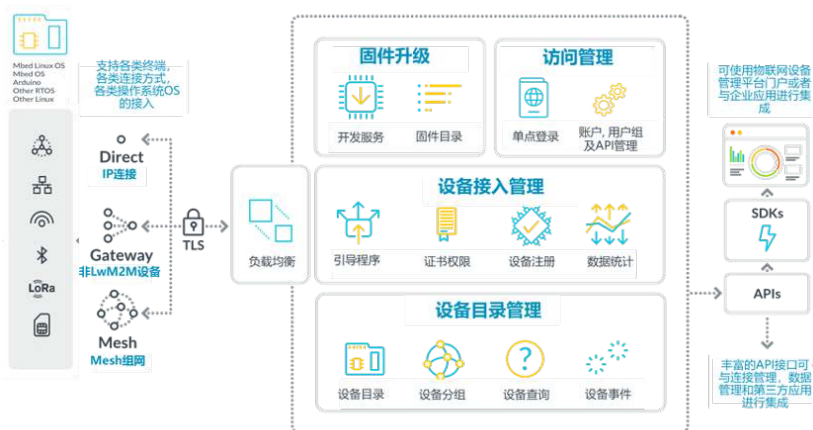 Mbed Linux OS
Mbed OS
Arduino
Other RTOS
Other Linux
支持各类终端，
各类连接方式，
各类操作系统OS
的接入
LoRa
Direct
IP连接
Gateway
非LwM2M设备
Mesh
Mesh组网
TLS
负载均衡
固件升级
开发服务
固件目录
访问管理
单点登录
账户, 用户组
及API管理
设备接入管理
引导程序
证书权限
设备注册
数据统计
设备目录管理
设备目录
设备分组
设备查询
设备事件
可使用物联网设备
管理平台门户或者
与企业应用进行集
成
SDKs
APIs
丰富的API接口可
与连接管理，数据
管理和第三方应用
进行集成